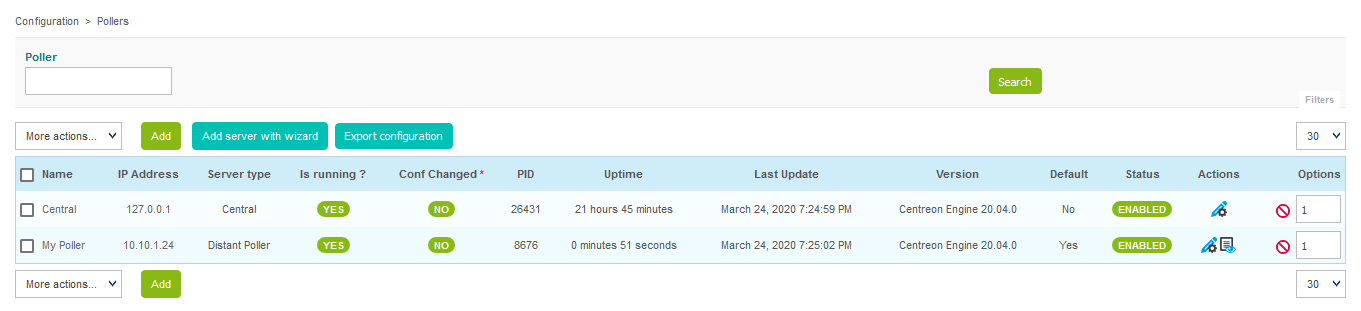 Configuration > Pollers
Poller
Search
Filters
More actions... Add Add server with wizard Export configuration 30
Name IP Address Server type Is running ? Conf Changed * PID Uptime Last Update Version Default Status Actions Options
Central 127.0.0.1 Central YES NO 26431 21 hours 45 minutes March 24, 2020 7:24:59 PM Centreon Engine 20.04.0 No ENABLED 1
My Poller 10.10.1.24 Distant Poller YES NO 8676 0 minutes 51 seconds March 24, 2020 7:25:02 PM Centreon Engine 20.04.0 Yes ENABLED 1
More actions... Add 30